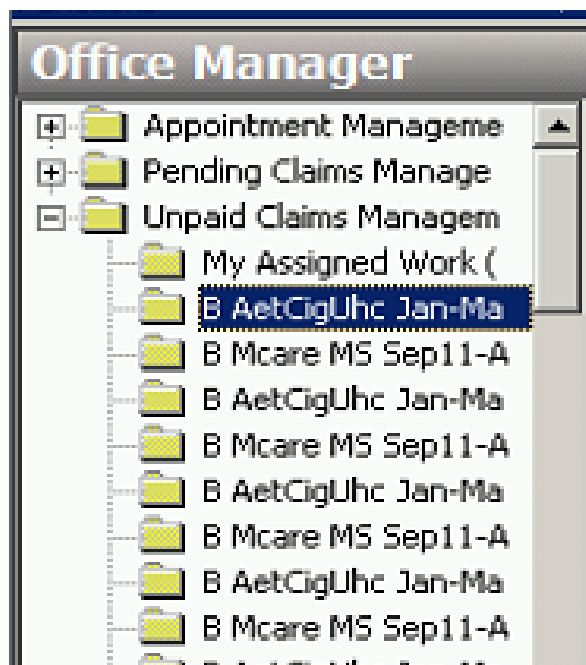 Office Manager
Appointment Manageme
Pending Claims Manage
Unpaid Claims Managem
My Assigned Work (
B AetCigUhc Jan-Ma
B Mcare MS Sep11-A
B AetCigUhc Jan-Ma
B Mcare MS Sep11-A
B AetCigUhc Jan-Ma
B Mcare MS Sep11-A
B AetCigUhc Jan-Ma
B Mcare MS Sep11-A